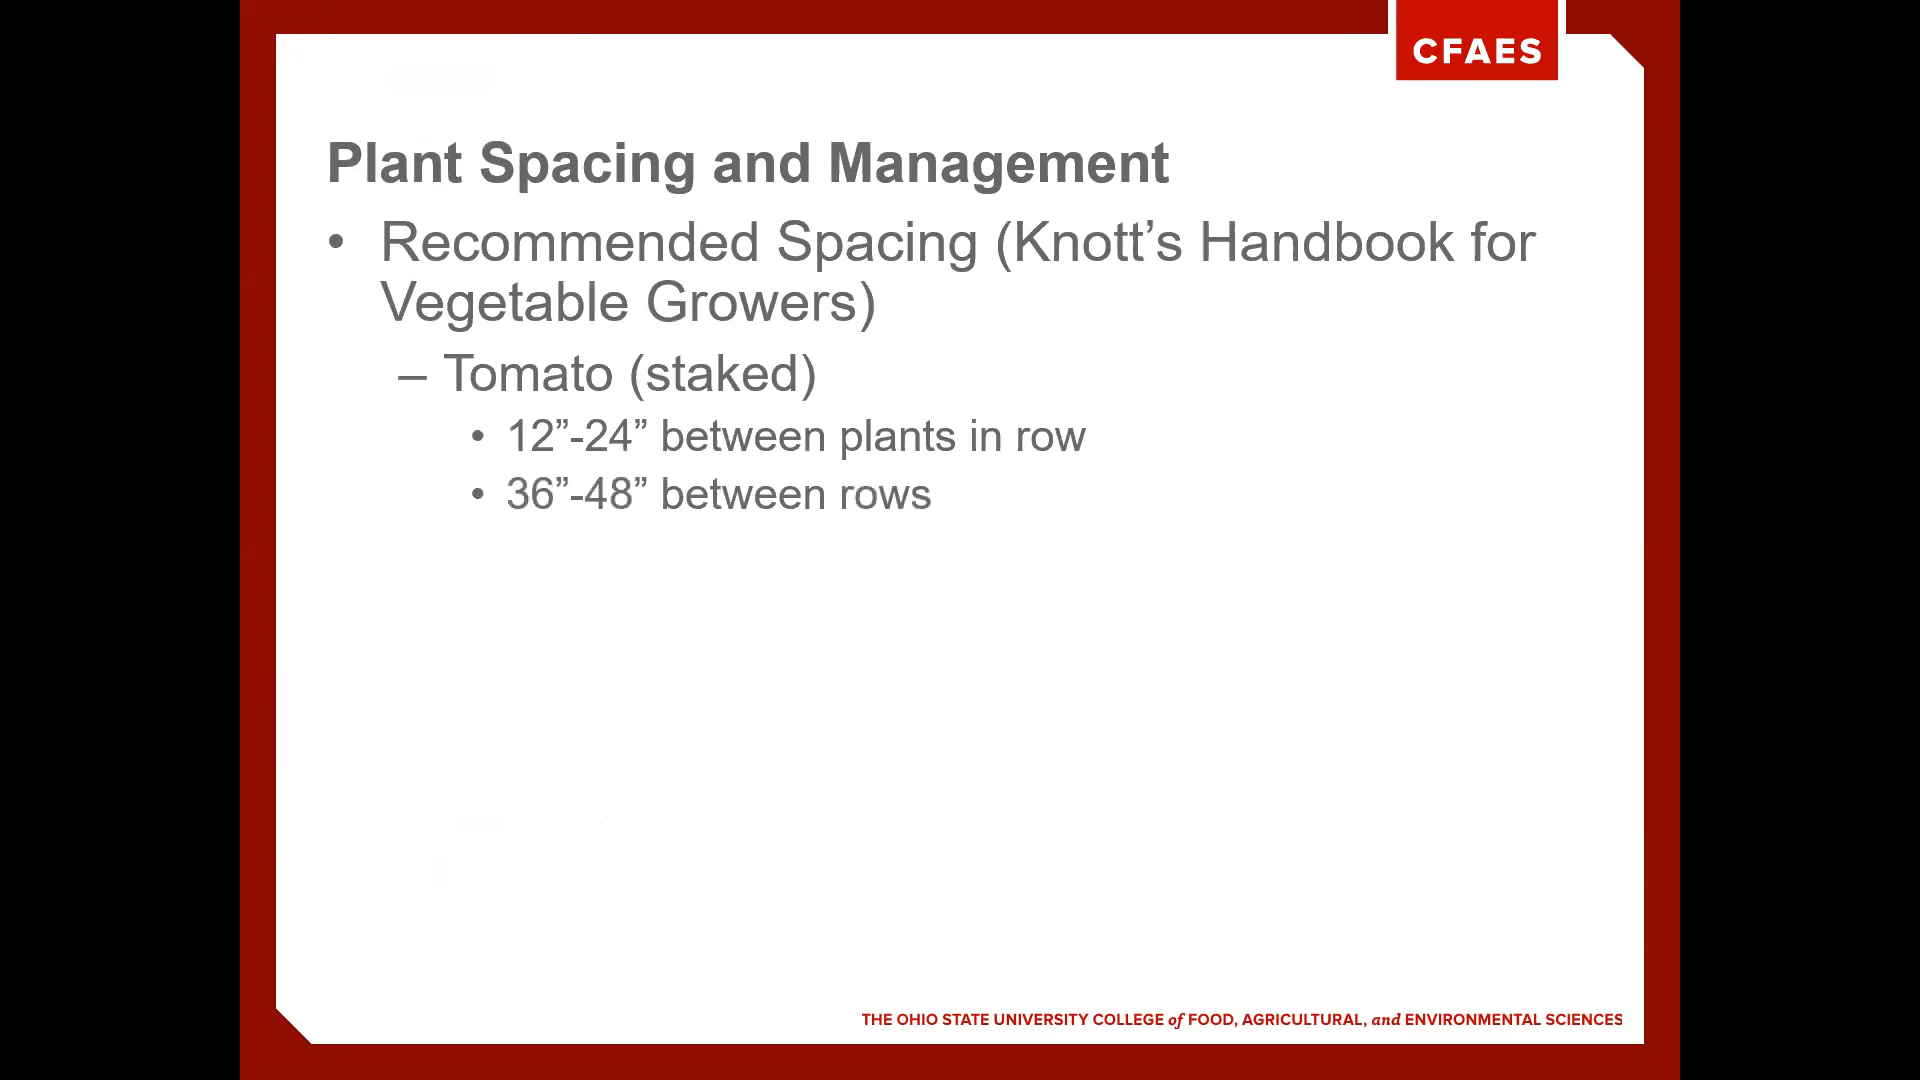 CFAES
Plant Spacing and Management
• Recommended Spacing (Knott’s Handbook for
Vegetable Growers)
– Tomato (staked)
• 12”-24” between plants in row
• 36”-48” between rows
THE OHIO STATE UNIVERSITY COLLEGE of FOOD, AGRICULTURAL, and ENVIRONMENTAL SCIENCES